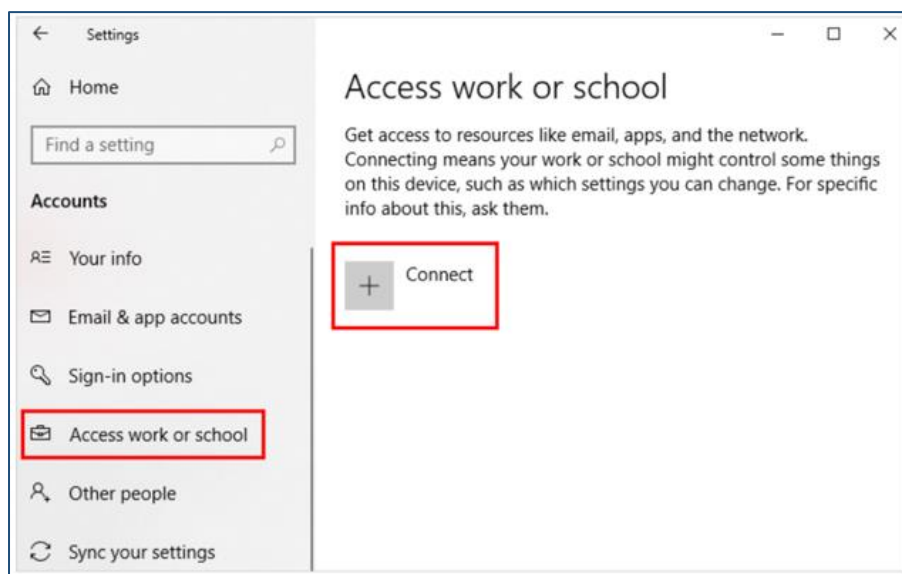 Settings
Home
Find a setting
Accounts
Your info
Email & app accounts
Sign-in options
Access work or school
Other people
Sync your settings
Access work or school
Get access to resources like email, apps, and the network.
Connecting means your work or school might control some things
on this device, such as which settings you can change. For specific
info about this, ask them.
Connect